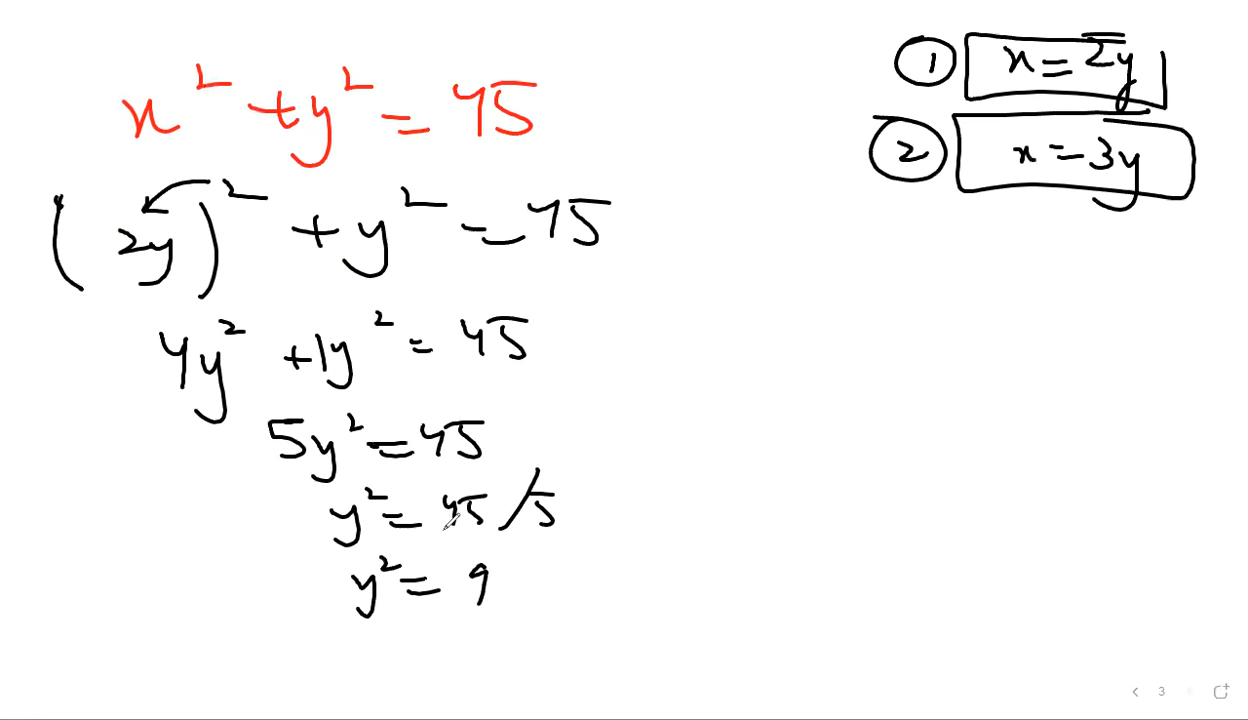 x² + y² = 45
(2y)² + y² = 45
4y² + 1y² = 45
5y² = 45
y² = 45/5
y² = 9
① x = 2y
② x = 3y
3